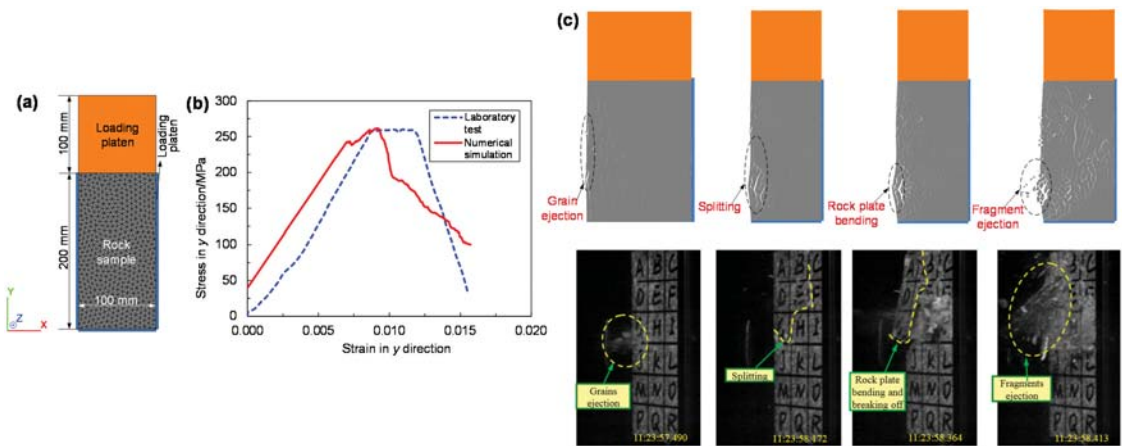 (a)
100 mm
Loading
platen
Loading
platen
200 mm
Rock
sample
100 mm
Y
Z
X
(b)
300
250
200
150
100
50
0
0.000
0.005
0.010
0.015
0.020
Stress in y direction/MPa
Strain in y direction
Laboratory
test
Numerical
simulation
(c)
Grain
ejection
Splitting
Rock plate
bending
Fragment
ejection
A B C
H I
K L
M N O
P Q R
Grains
ejection
11:23:57.490
A B C
H I
K L
N O
P Q R
Splitting
11:23:58.172
Rock plate
bending and
breaking off
11:23:58.364
Fragments
ejection
11:23:58.413